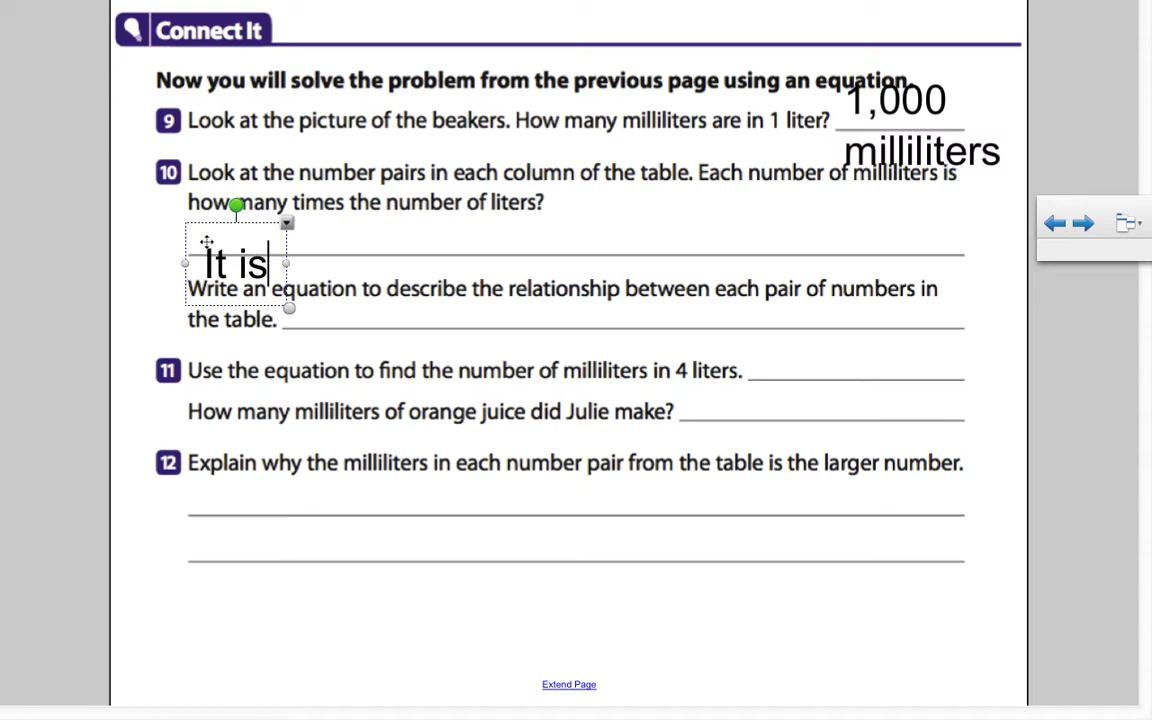 Connect It
Now you will solve the problem from the previous page using an equation.
9 Look at the picture of the beakers. How many milliliters are in 1 liter? 1,000
milliliters
10 Look at the number pairs in each column of the table. Each number of milliliters is
how many times the number of liters?
It is
Write an equation to describe the relationship between each pair of numbers in
the table.
11 Use the equation to find the number of milliliters in 4 liters.
How many milliliters of orange juice did Julie make?
12 Explain why the milliliters in each number pair from the table is the larger number.
Extend Page